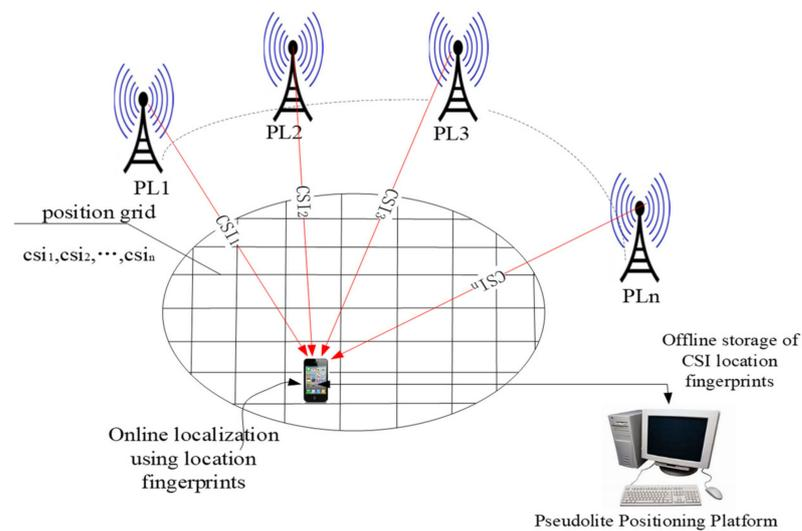 PL2
PL3
PL1
PLn
position grid
csi₁,csi₂,⋯,csiₙ
CSI₁
CSI₂
CSI₃
CSIₙ
Offline storage of
CSI location
fingerprints
Online localization
using location
fingerprints
Pseudolite Positioning Platform